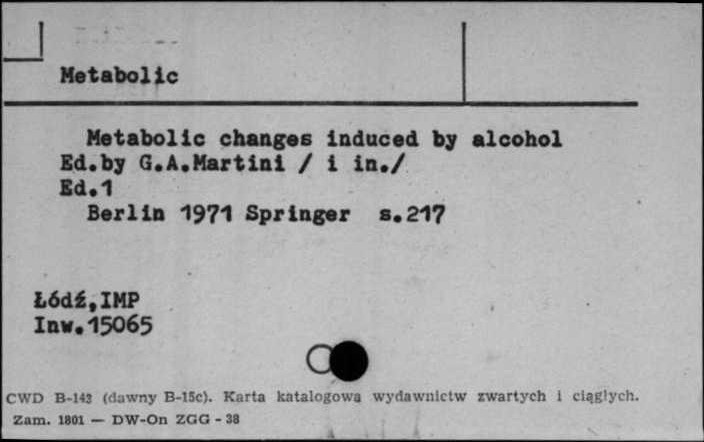 Metabolic
Metabolic changes induced by alcohol
Ed.by G.A.Martini / i in./
Ed.1
Berlin 1971 Springer s.217
Łódź,IMP
Inw.15065
CWD B-143 (dawny B-15c). Karta katalogowa wydawnictw zwartych i ciągłych.
Zam. 1801 — DW-On ZGG - 38